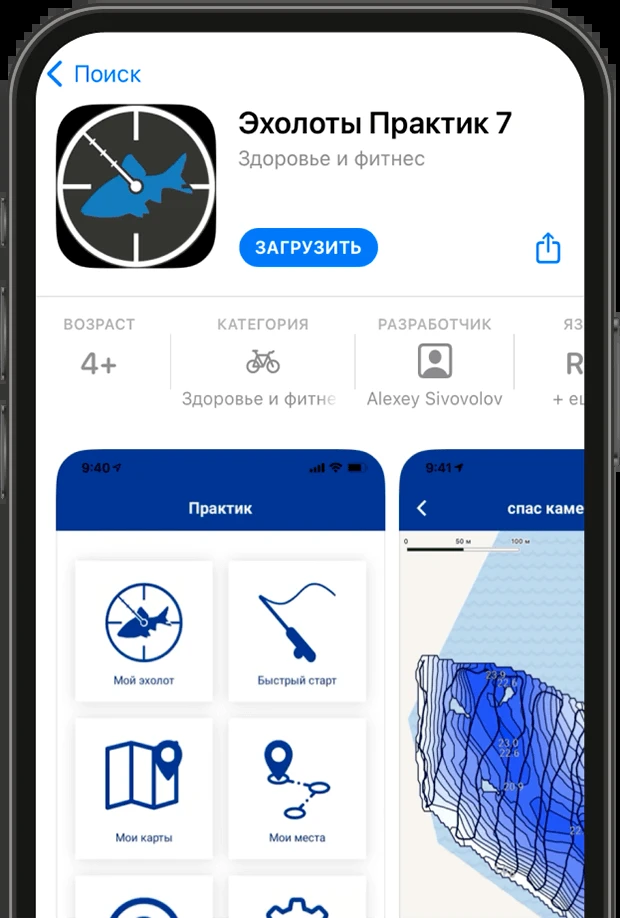 Поиск
Эхолоты Практик 7
Здоровье и фитнес
ЗАГРУЗИТЬ
ВОЗРАСТ
4+
КАТЕГОРИЯ
Здоровье и фитне
РАЗРАБОТЧИК
Alexey Sivovolov
ЯЗ
R
+ ещ
9:40
Практик
Мой эхолот
Быстрый старт
Мои карты
Мои места
9:41
спас каме
0 50 м 100 м
23.9
22.6
23.0
22.6
20.9
22.